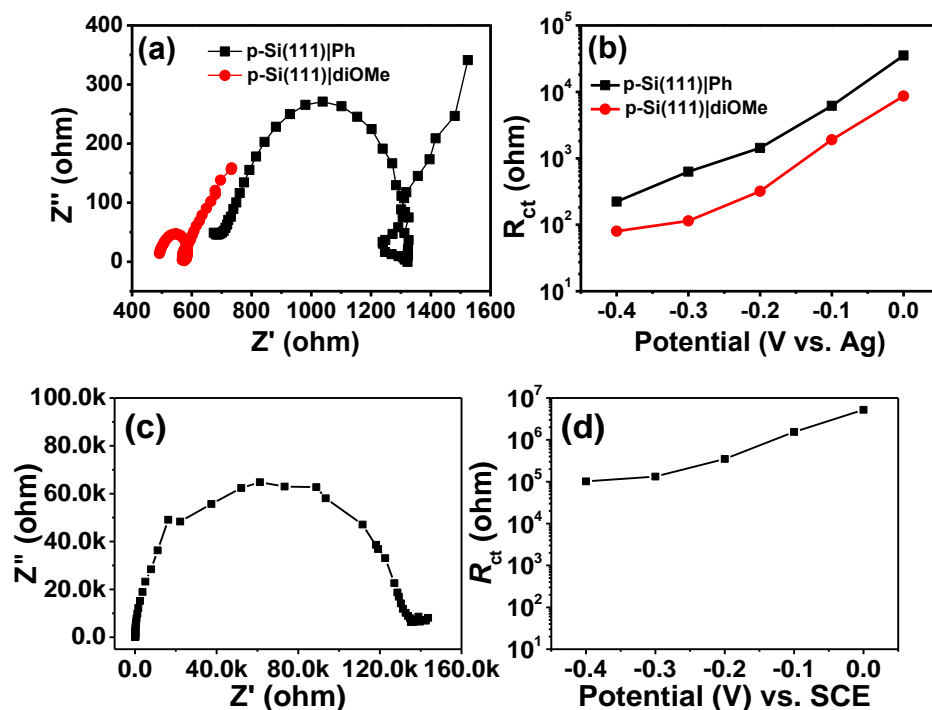 (a)
p-Si(111)|Ph
p-Si(111)|diOMe
400
300
200
100
0
Z'' (ohm)
400 600 800 1000 1200 1400 1600
Z' (ohm)
(b)
p-Si(111)|Ph
p-Si(111)|diOMe
10^5
10^4
10^3
10^2
10^1
R_ct (ohm)
-0.4 -0.3 -0.2 -0.1 0.0
Potential (V vs. Ag)
(c)
100.0k
80.0k
60.0k
40.0k
20.0k
0.0
Z'' (ohm)
0.0 40.0k 80.0k 120.0k 160.0k
Z' (ohm)
(d)
10^7
10^6
10^5
10^4
10^3
10^2
10^1
R_ct (ohm)
-0.4 -0.3 -0.2 -0.1 0.0
Potential (V) vs. SCE